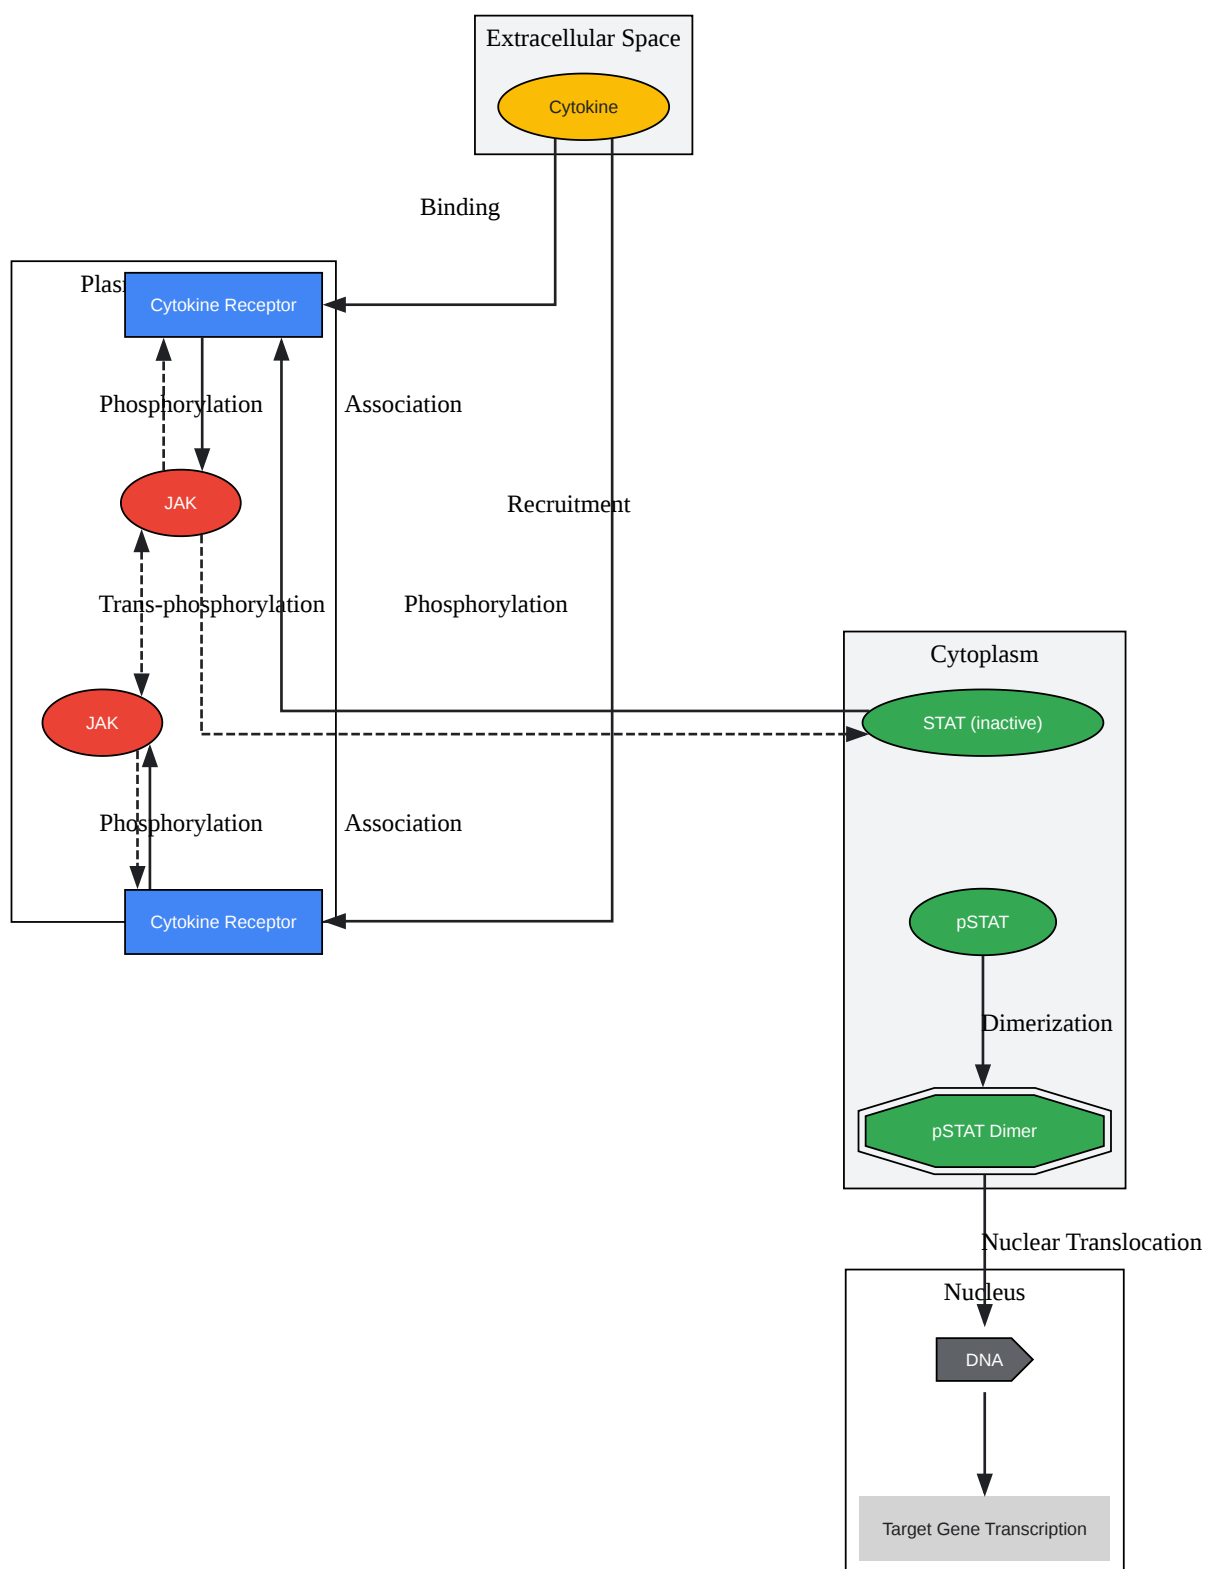 Extracellular Space
Cytokine
Binding
Cytokine Receptor
Phosphorylation
Association
JAK
Recruitment
Trans-phosphorylation
Phosphorylation
Cytoplasm
JAK
STAT (inactive)
Phosphorylation
Association
Cytokine Receptor
pSTAT
Dimerization
pSTAT Dimer
Nuclear Translocation
Nucleus
DNA
Target Gene Transcription